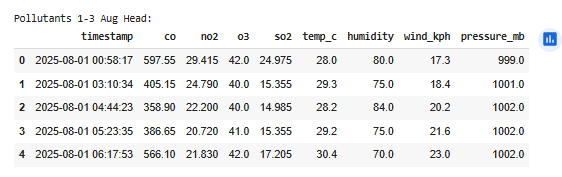 Pollutants 1-3 Aug Head:
timestamp co no2 o3 so2 temp_c humidity wind_kph pressure_mb
0 2025-08-01 00:58:17 597.55 29.415 42.0 24.975 28.0 80.0 17.3 999.0
1 2025-08-01 03:10:34 405.15 24.790 40.0 15.355 29.3 75.0 18.4 1001.0
2 2025-08-01 04:44:23 358.90 22.200 40.0 14.985 28.2 84.0 20.2 1002.0
3 2025-08-01 05:23:35 386.65 20.720 41.0 15.355 29.2 75.0 21.6 1002.0
4 2025-08-01 06:17:53 566.10 21.830 42.0 17.205 30.4 70.0 23.0 1002.0